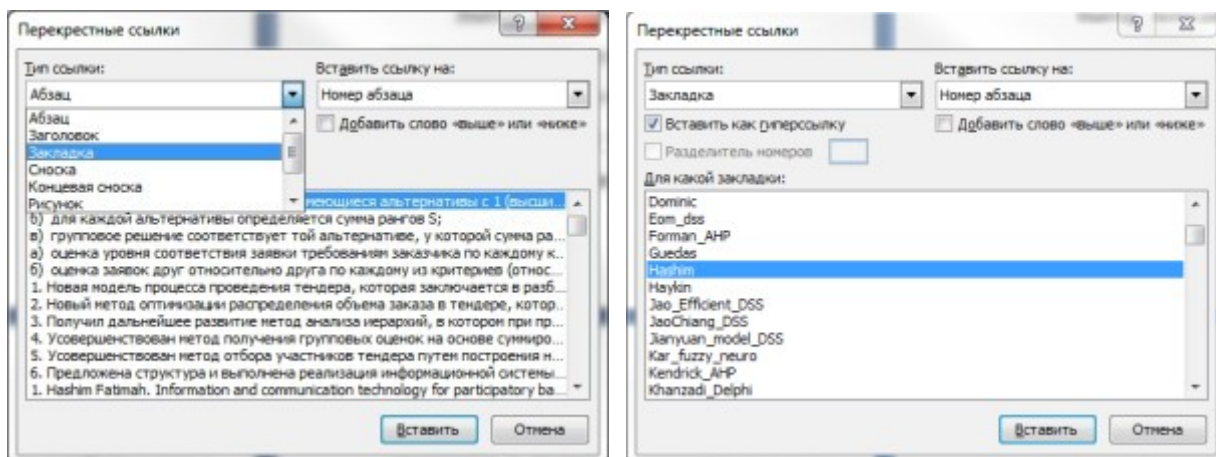 Перекрестные ссылки
Тип ссылки:
Вставить ссылку на:
Абзац
Номер абзаца
Абзац
Добавить слово «выше» или «ниже»
Заголовок
Закладка
Сноска
Концевая сноска
Рисунок
меющиеся альтернативы с 1 (высши...
б) для каждой альтернативы определяется сумма рангов S;
в) групповое решение соответствует той альтернативе, у которой сумма ра...
а) оценка уровня соответствия заявки требованиям заказчика по каждому к...
б) оценка заявок друг относительно друга по каждому из критериев (относ...
1. Новая модель процесса проведения тендера, которая заключается в разб...
2. Новый метод оптимизации распределения объема заказа в тендере, котор...
3. Получил дальнейшее развитие метод анализа иерархий, в котором при пр...
4. Усовершенствован метод получения групповых оценок на основе суммиро...
5. Усовершенствован метод отбора участников тендера путем построения н...
6. Предложена структура и выполнена реализация информационной системы...
1. Hashim Fatimah. Information and communication technology for participatory ba...
Вставить
Отмена
Перекрестные ссылки
Тип ссылки:
Вставить ссылку на:
Закладка
Номер абзаца
Вставить как гиперссылку
Добавить слово «выше» или «ниже»
Разделитель номеров
Для какой закладки:
Dominic
Eom_dss
Forman_AHP
Guedas
Hashim
Haykin
Jao_Efficient_DSS
JaoChiang_DSS
Jianyuan_model_DSS
Kar_fuzzy_neuro
Kendrick_AHP
Khanzadi_Delphi
Вставить
Отмена